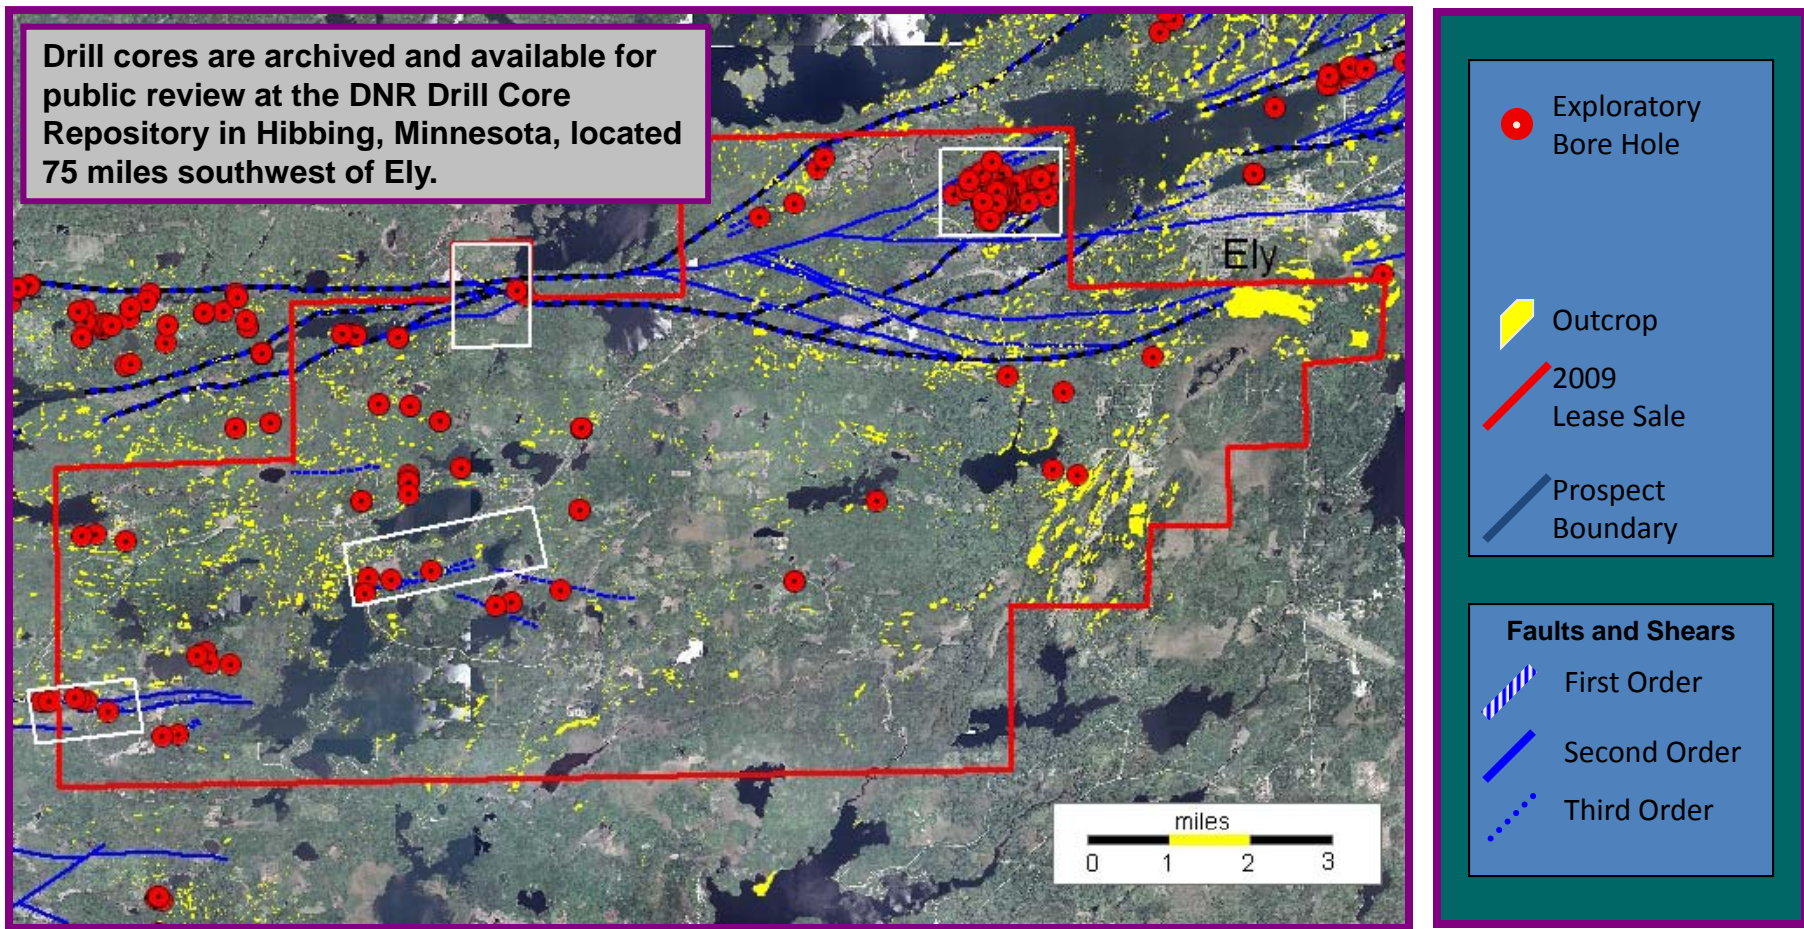 Drill cores are archived and available for
public review at the DNR Drill Core
Repository in Hibbing, Minnesota, located
75 miles southwest of Ely.
Ely
miles
0 1 2 3
Exploratory
Bore Hole
Outcrop
2009
Lease Sale
Prospect
Boundary
Faults and Shears
First Order
Second Order
Third Order